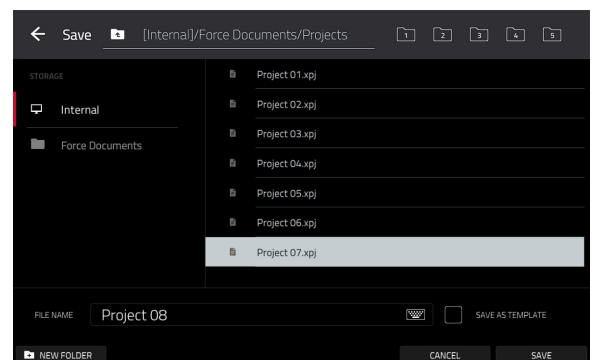 Save [Internal]/Force Documents/Projects 1 2 3 4 5
STORAGE
Internal
Force Documents
Project 01.xpj
Project 02.xpj
Project 03.xpj
Project 04.xpj
Project 05.xpj
Project 06.xpj
Project 07.xpj
FILE NAME Project 08 SAVE AS TEMPLATE
NEW FOLDER CANCEL SAVE